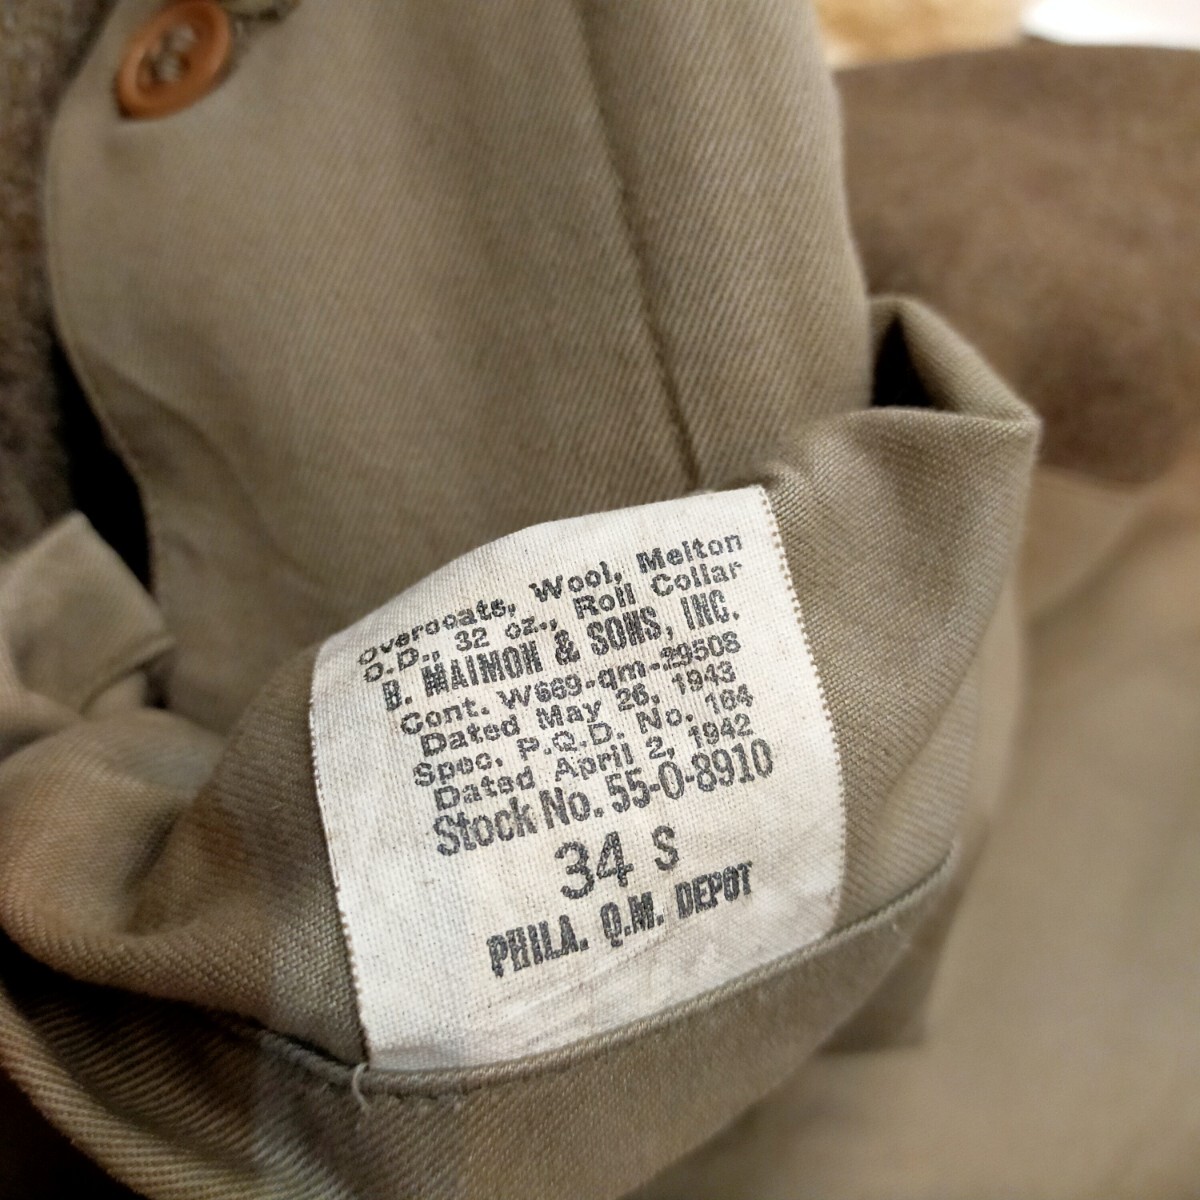 Overcoats, Wool, Melton
O.D., 32 oz., Roll Collar
B. MAIMON & SONS, INC.
Cont. W669-qm-29508
Dated May 26, 1943
Spec. P.Q.D. No. 184
Dated April 2, 1942
Stock No. 55-O-8910
34 S
PHILA. Q.M. DEPOT